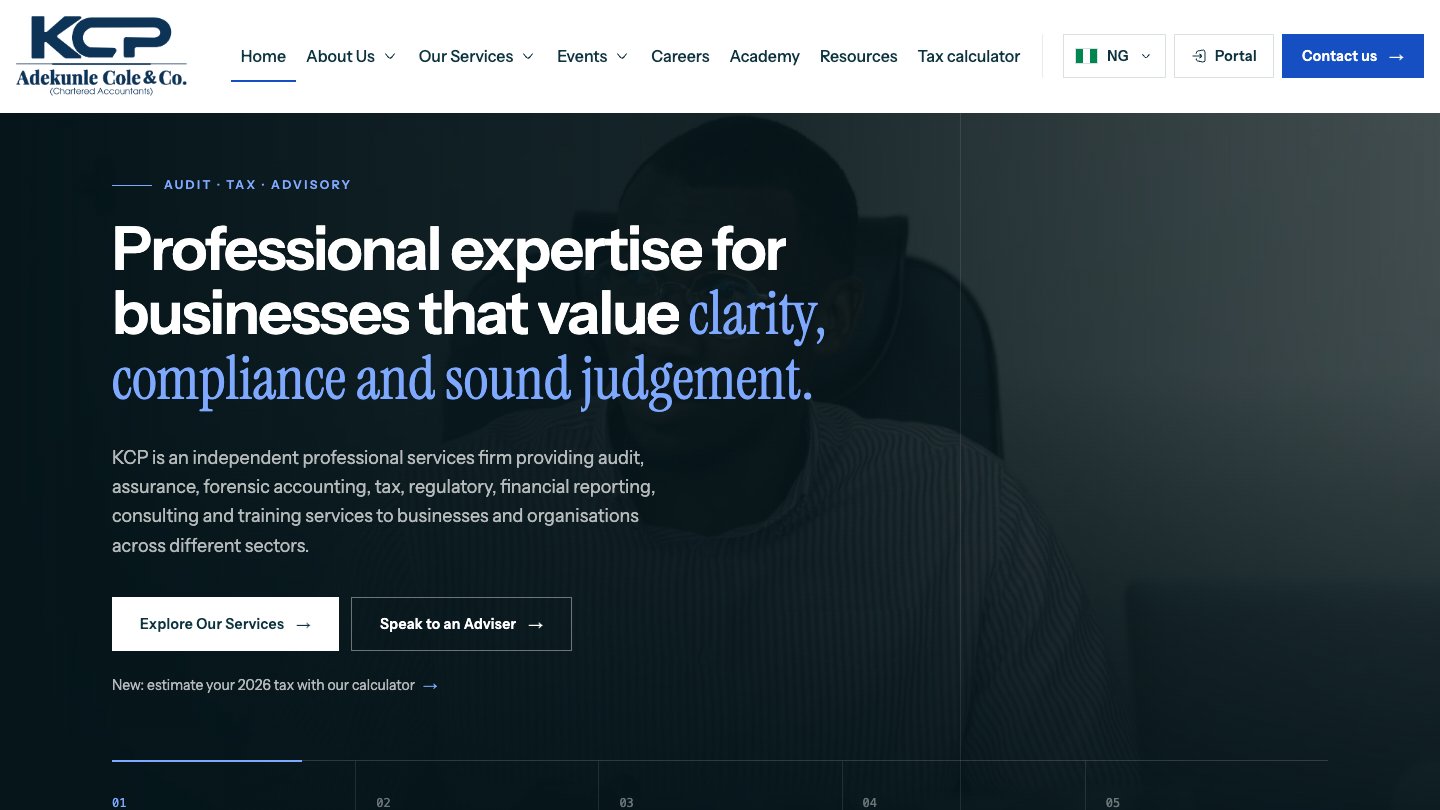 KCP
Adekunle Cole & Co.
(Chartered Accountants)
Home
About Us
Our Services
Events
Careers
Academy
Resources
Tax calculator
NG
Portal
Contact us →
AUDIT · TAX · ADVISORY
Professional expertise for
businesses that value clarity,
compliance and sound judgement.
KCP is an independent professional services firm providing audit,
assurance, forensic accounting, tax, regulatory, financial reporting,
consulting and training services to businesses and organisations
across different sectors.
Explore Our Services →
Speak to an Adviser →
New: estimate your 2026 tax with our calculator →
01
02
03
04
05